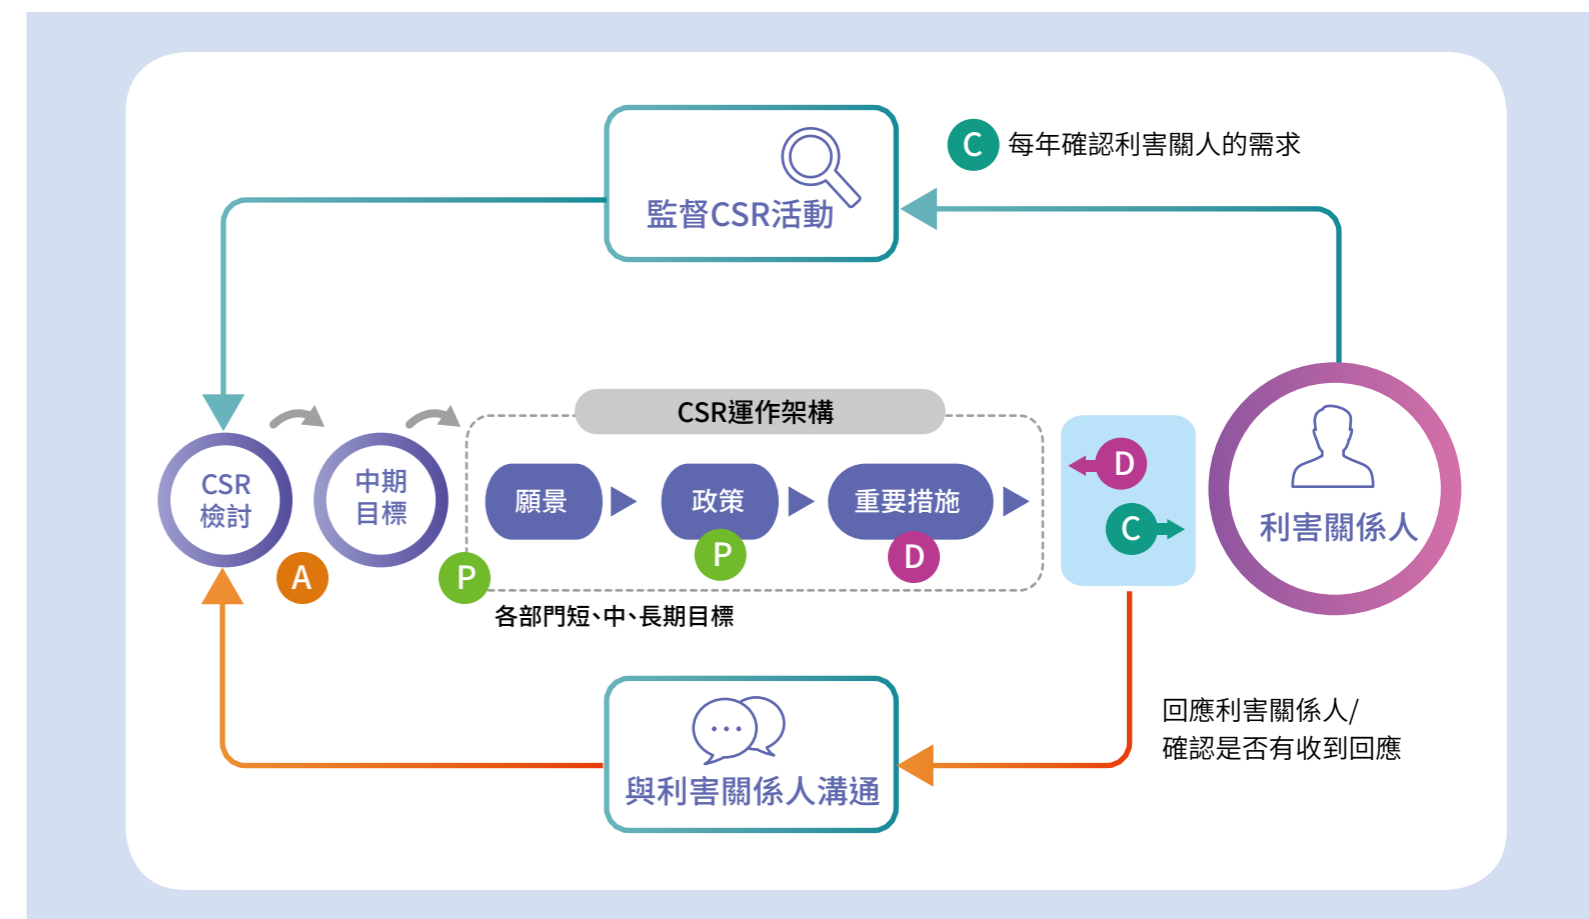 C 每年確認利害關人的需求
監督CSR活動
CSR運作架構
CSR
檢討
A
中期
目標
P
願景
政策
P
重要措施
D
各部門短、中、長期目標
D
C
利害關係人
回應利害關係人/
確認是否有收到回應
與利害關係人溝通